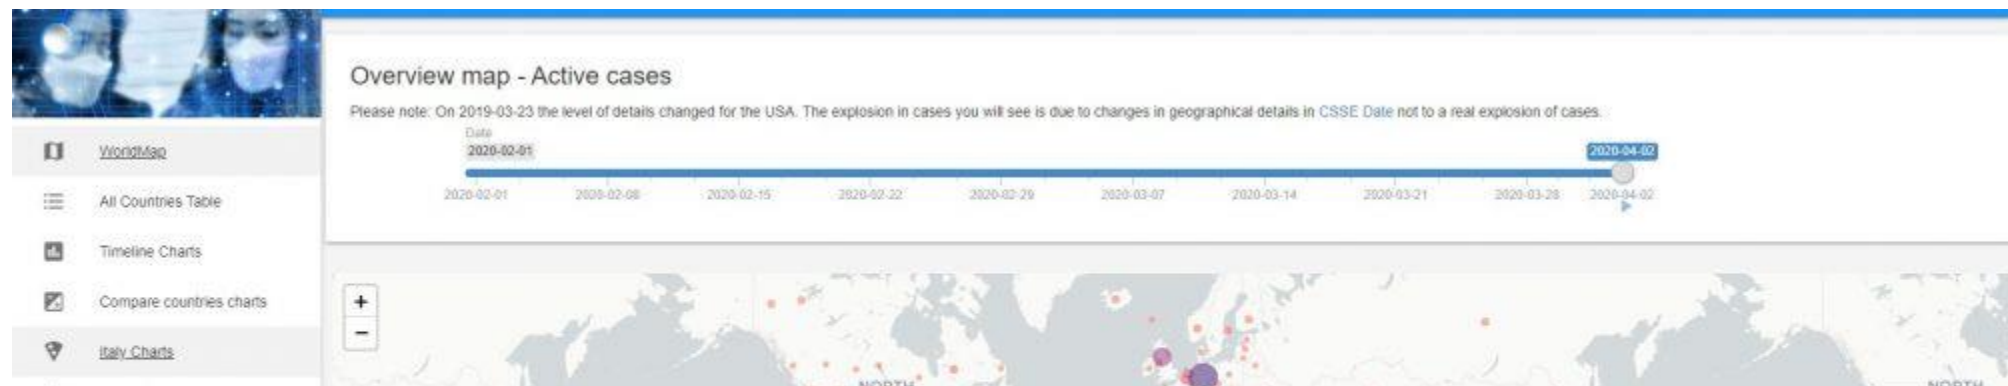 Overview map - Active cases
Please note: On 2019-03-23 the level of details changed for the USA. The explosion in cases you will see is due to changes in geographical details in CSSE Date not to a real explosion of cases.
Date
2020-02-01
2020-04-02
2020-02-01 2020-02-08 2020-02-15 2020-02-22 2020-02-29 2020-03-07 2020-03-14 2020-03-21 2020-03-28 2020-04-02
WorldMap
All Countries Table
Timeline Charts
Compare countries charts
Italy Charts
+
−
NORTH NORTH